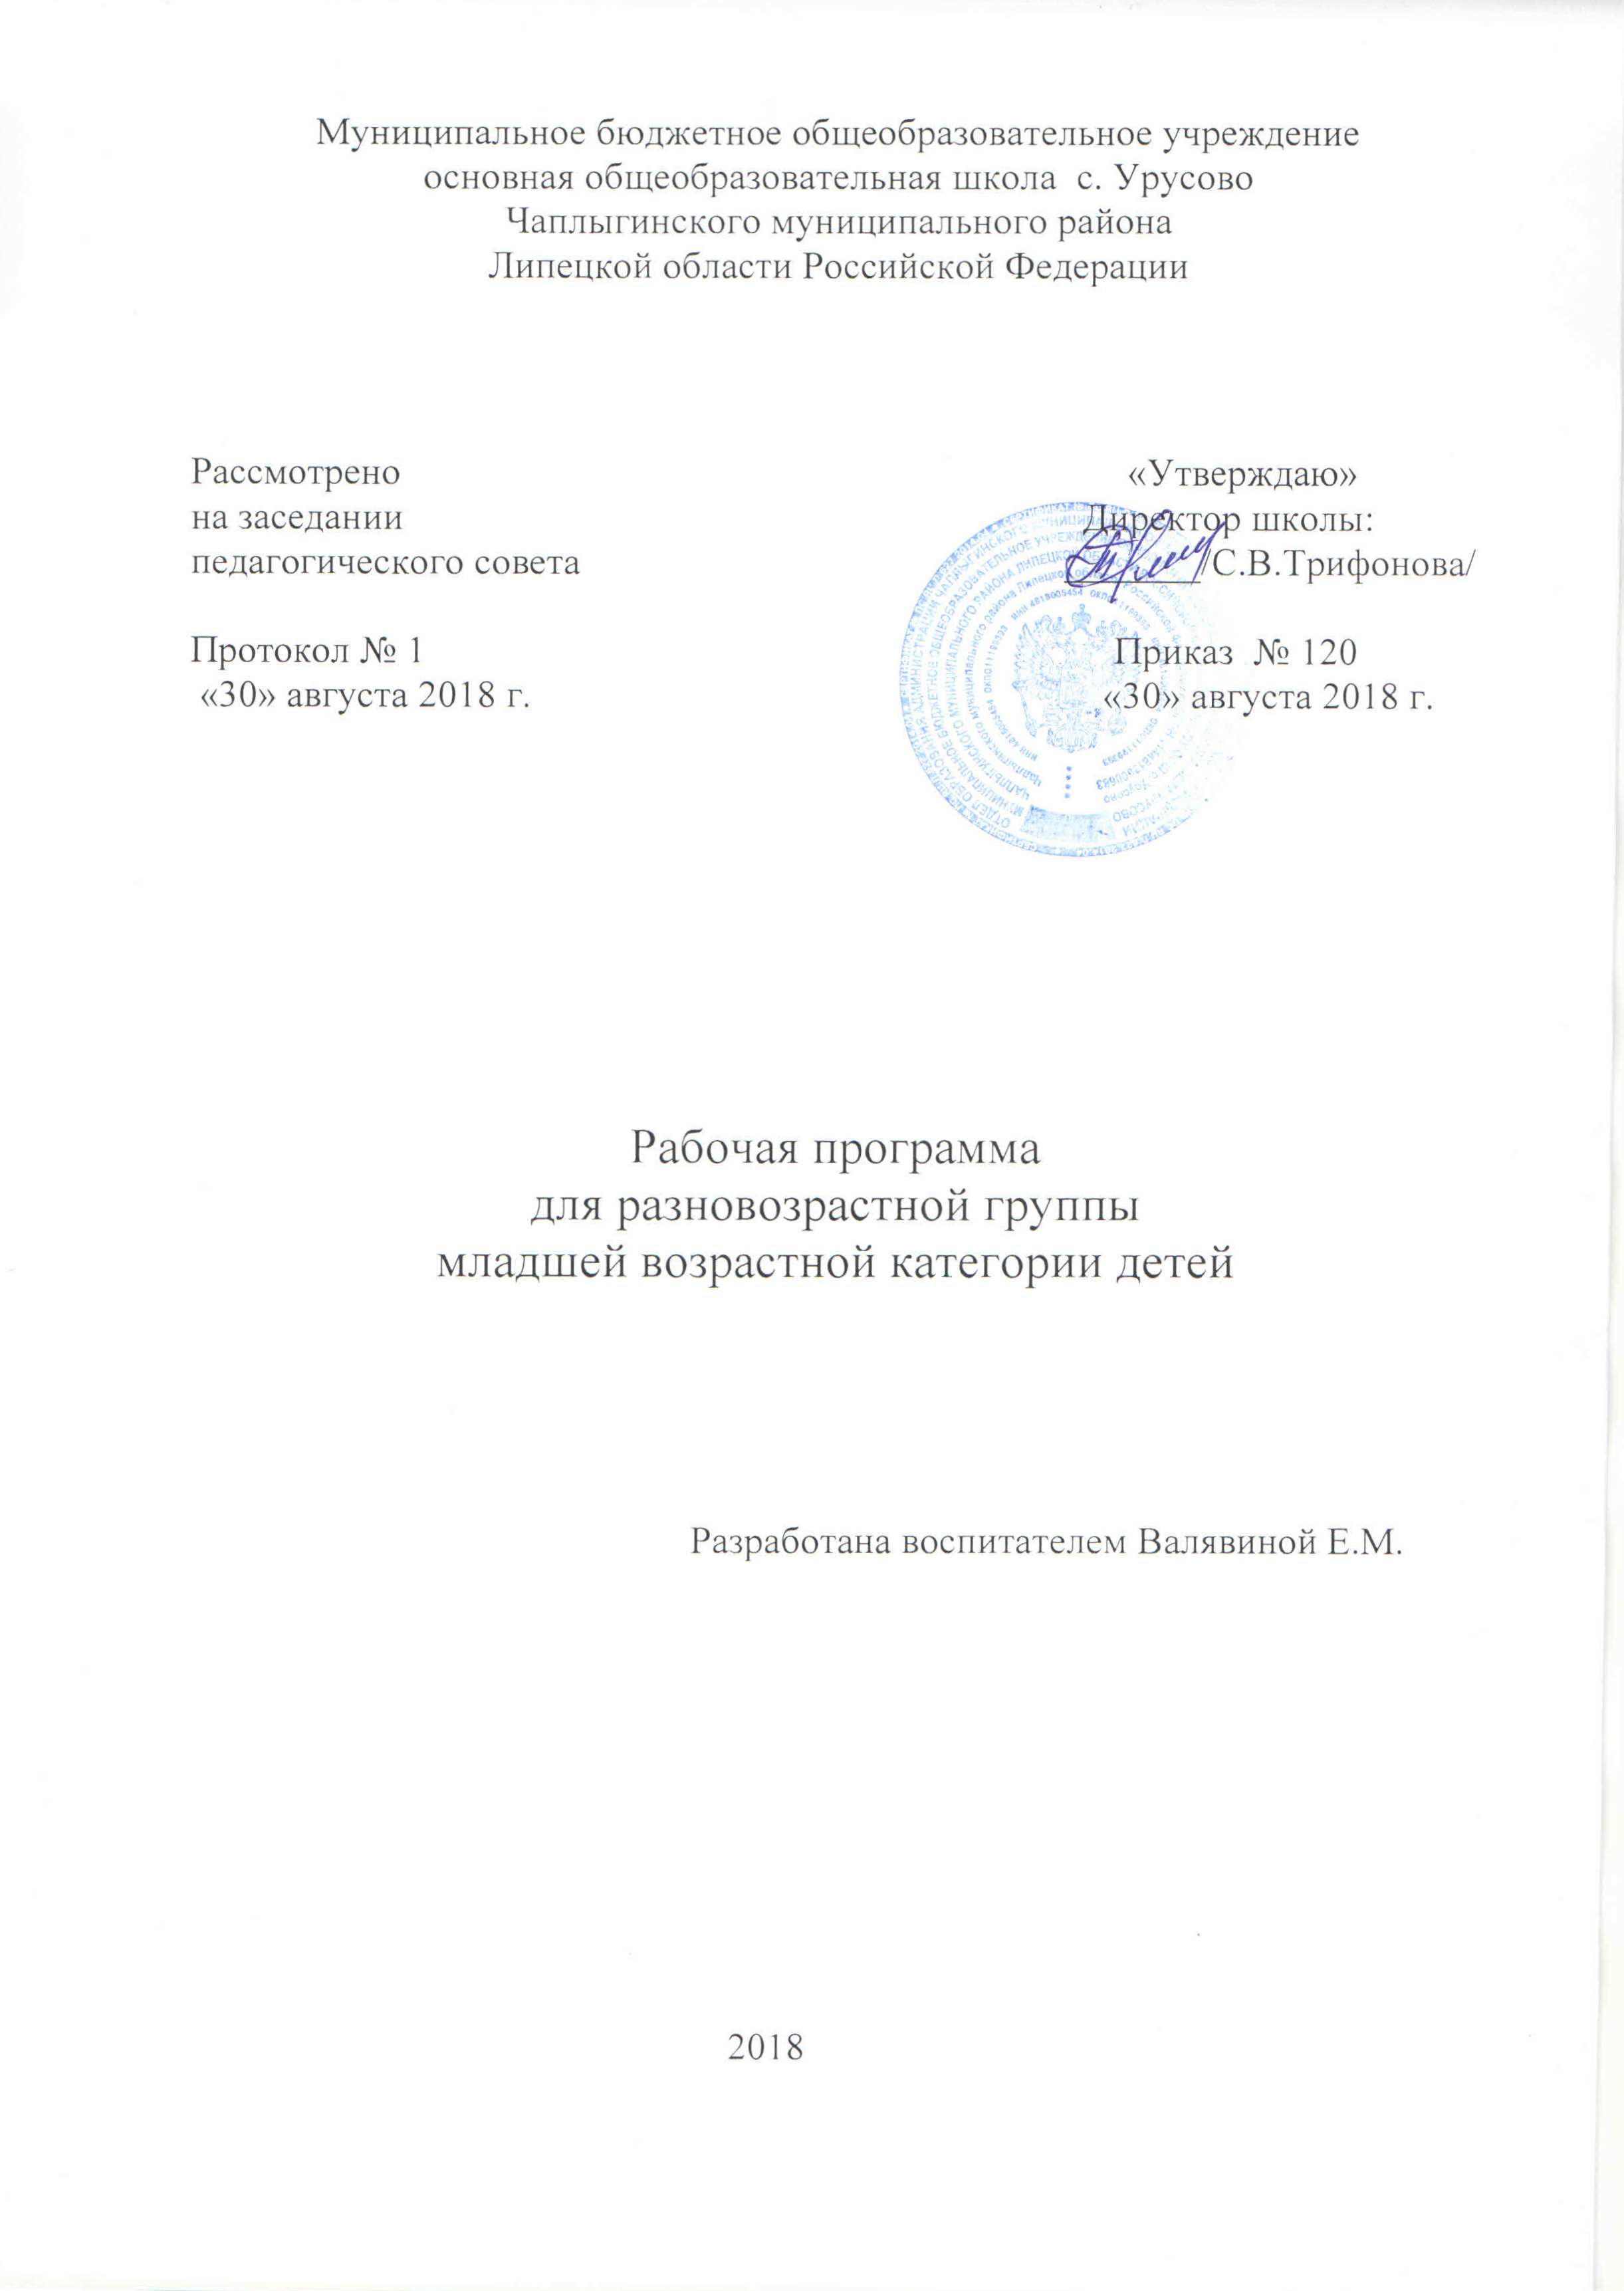 Муниципальное бюджетное общеобразовательное учреждение
основная общеобразовательная школа с. Урусово
Чаплыгинского муниципального района
Липецкой области Российской Федерации
Рассмотрено
на заседании
педагогического совета
Протокол № 1
«30» августа 2018 г.
«Утверждаю»
Директор школы:
/С.В.Трифонова/
Приказ № 120
«30» августа 2018 г.
Рабочая программа
для разновозрастной группы
младшей возрастной категории детей
Разработана воспитателем Валявиной Е.М.
2018